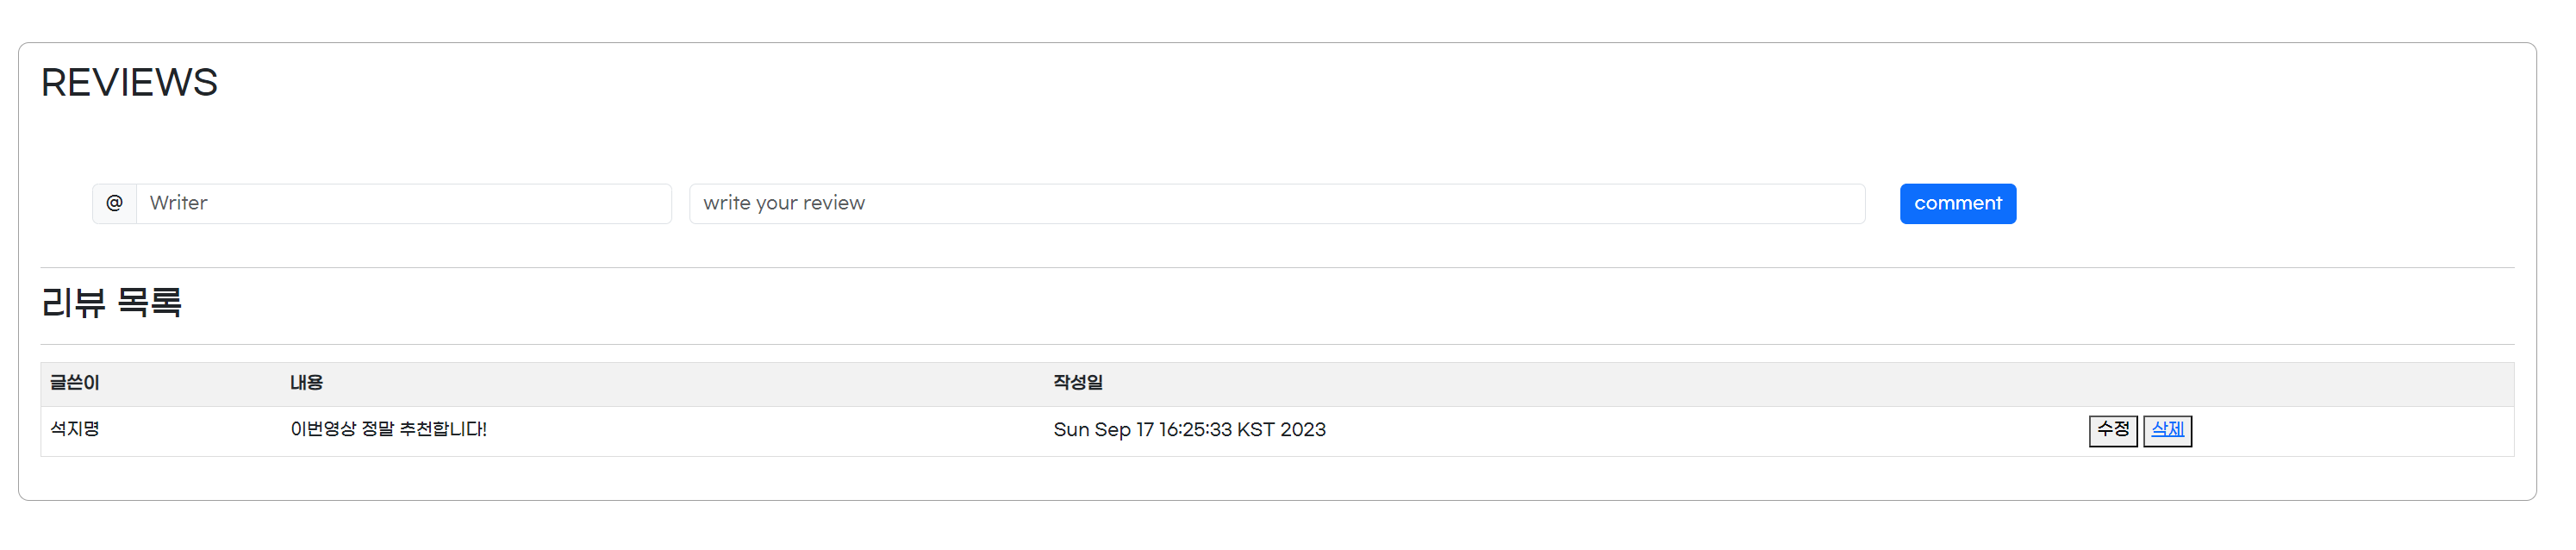 REVIEWS
@ Writer write your review comment
리뷰 목록
글쓴이 내용 작성일
석지명 이번영상 정말 추천합니다! Sun Sep 17 16:25:33 KST 2023 수정 삭제